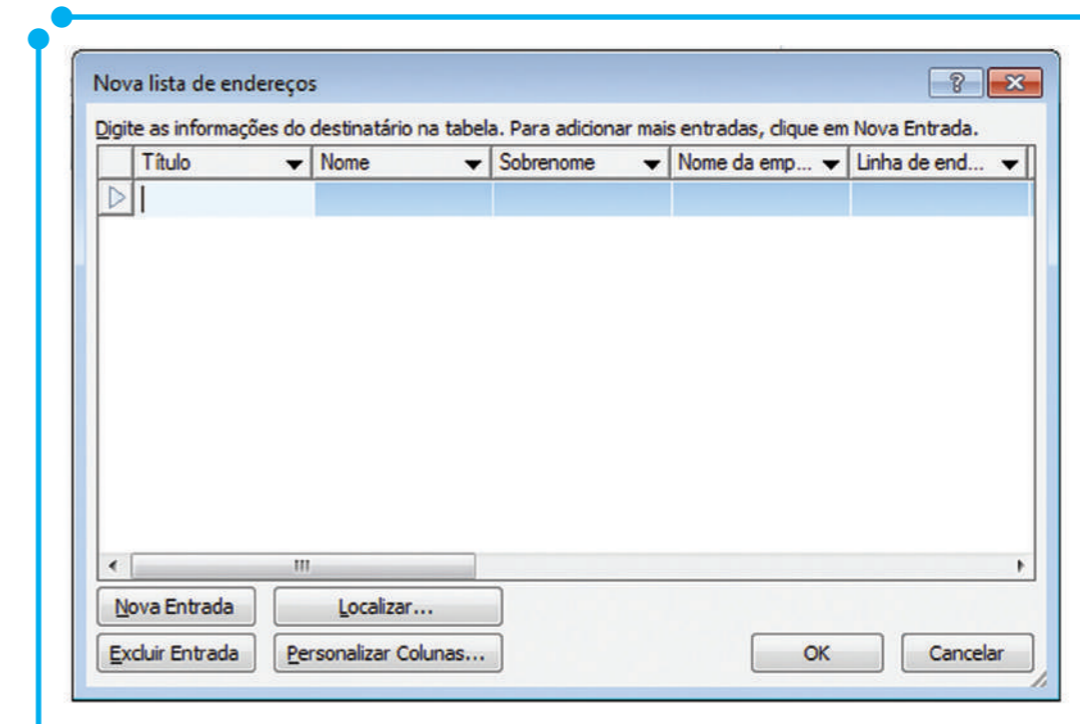 Nova lista de endereços
Digite as informações do destinatário na tabela. Para adicionar mais entradas, clique em Nova Entrada.
Título Nome Sobrenome Nome da emp... Linha de end...
Nova Entrada Localizar...
Excluir Entrada Personalizar Colunas... OK Cancelar